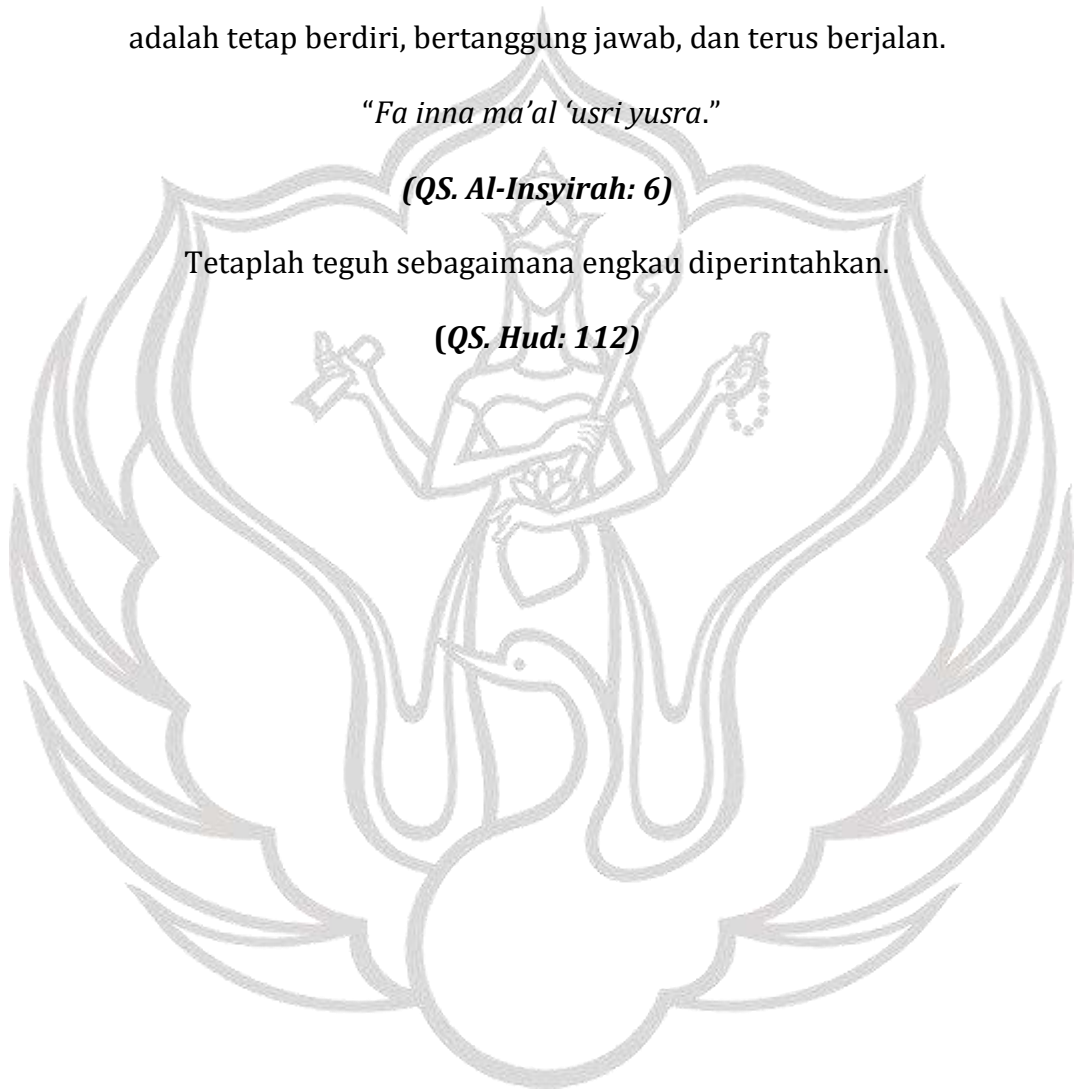 adalah tetap berdiri, bertanggung jawab, dan terus berjalan.
“Fa inna ma’al ‘usri yusra.”
(QS. Al-Insyirah: 6)
Tetaplah teguh sebagaimana engkau diperintahkan.
(QS. Hud: 112)